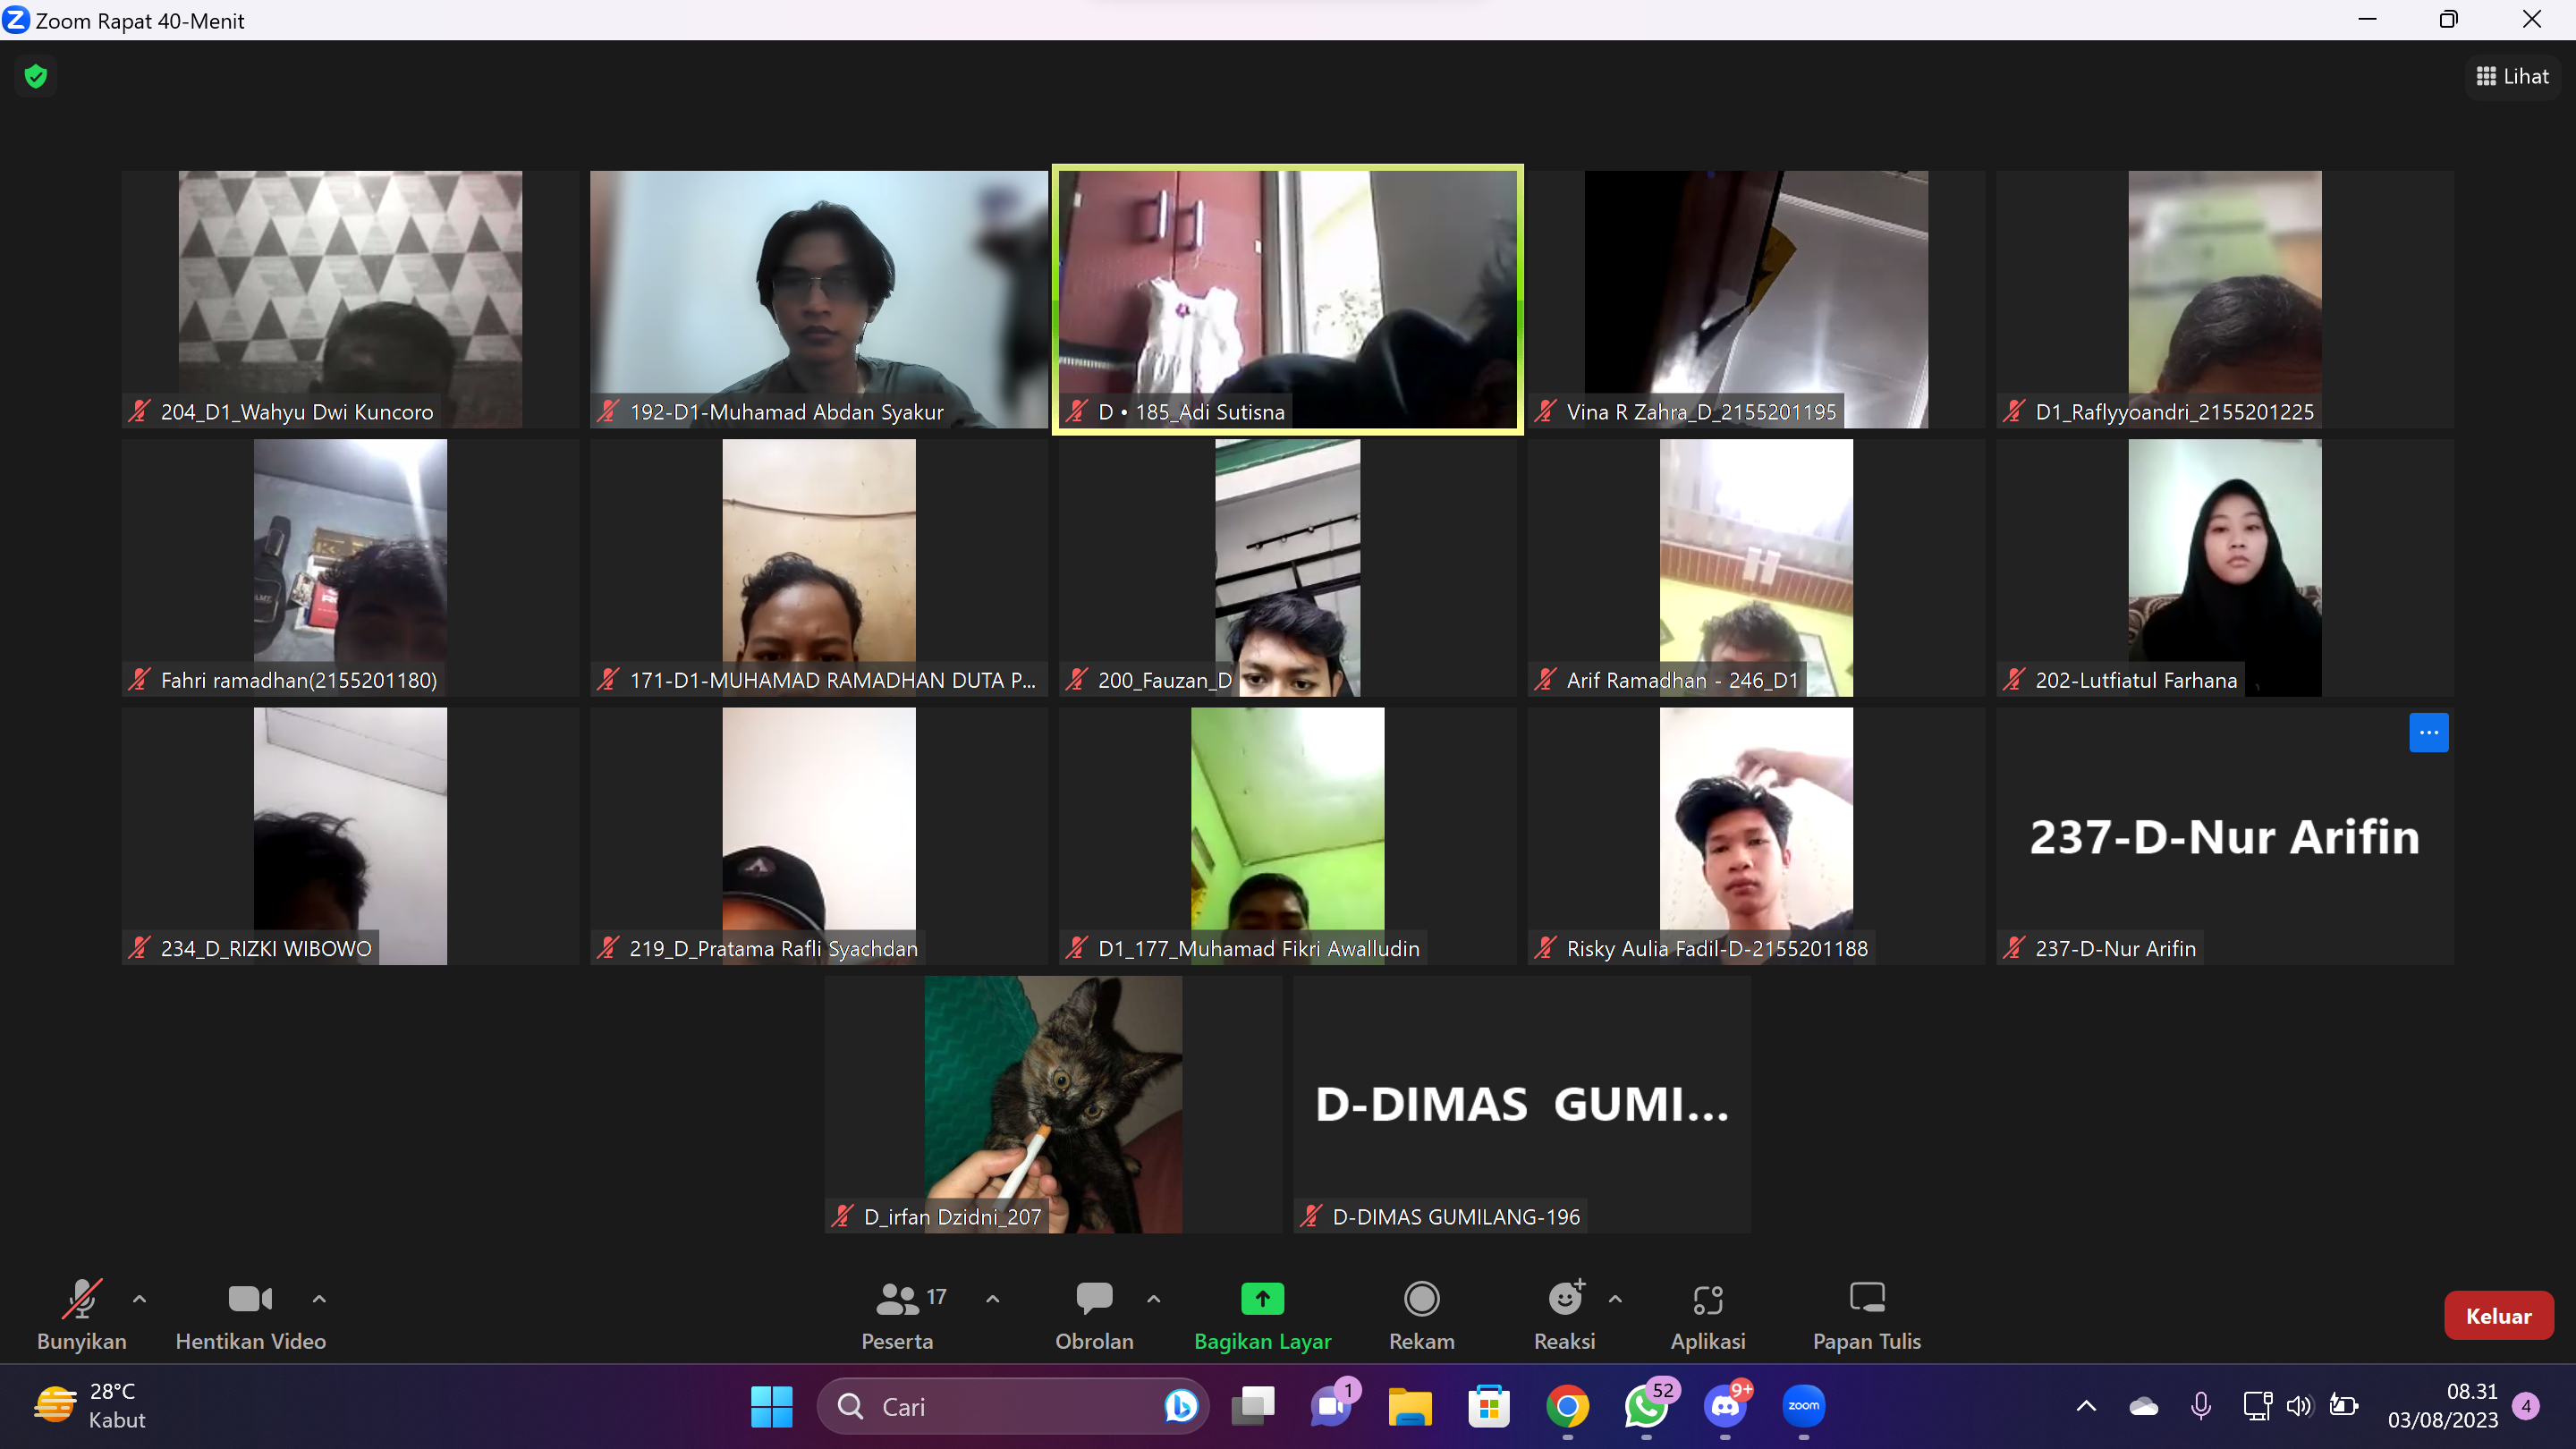 Zoom Rapat 40-Menit
Lihat
204_D1_Wahyu Dwi Kuncoro
192-D1-Muhamad Abdan Syakur
D • 185_Adi Sutisna
Vina R Zahra_D_2155201195
D1_Raflyyoandri_2155201225
Fahri ramadhan(2155201180)
171-D1-MUHAMAD RAMADHAN DUTA P...
200_Fauzan_D
Arif Ramadhan - 246_D1
202-Lutfiatul Farhana
234_D_RIZKI WIBOWO
219_D_Pratama Rafli Syachdan
D1_177_Muhamad Fikri Awalludin
Risky Aulia Fadil-D-2155201188
237-D-Nur Arifin
237-D-Nur Arifin
D_irfan Dzidni_207
D-DIMAS GUMI...
D-DIMAS GUMILANG-196
Bunyikan
Hentikan Video
17
Peserta
Obrolan
Bagikan Layar
Rekam
Reaksi
Aplikasi
Papan Tulis
Keluar
28°C
Kabut
Cari
1
52
9+
zoom
08.31
03/08/2023
4